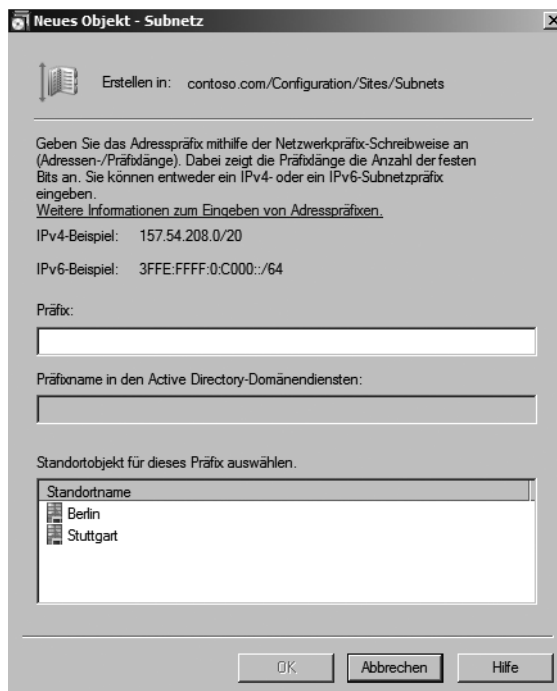 Neues Objekt - Subnetz
Erstellen in: contoso.com/Configuration/Sites/Subnets
Geben Sie das Adresspräfix mithilfe der Netzwerkpräfix-Schreibweise an
(Adressen-/Präfixlänge). Dabei zeigt die Präfixlänge die Anzahl der festen
Bits an. Sie können entweder ein IPv4- oder ein IPv6-Subnetzpräfix
eingeben.
Weitere Informationen zum Eingeben von Adresspräfixen.
IPv4-Beispiel: 157.54.208.0/20
IPv6-Beispiel: 3FFE:FFFF:0:C000::/64
Präfix:
Präfixname in den Active Directory-Domänendiensten:
Standortobjekt für dieses Präfix auswählen.
Standortname
Berlin
Stuttgart
OK Abbrechen Hilfe